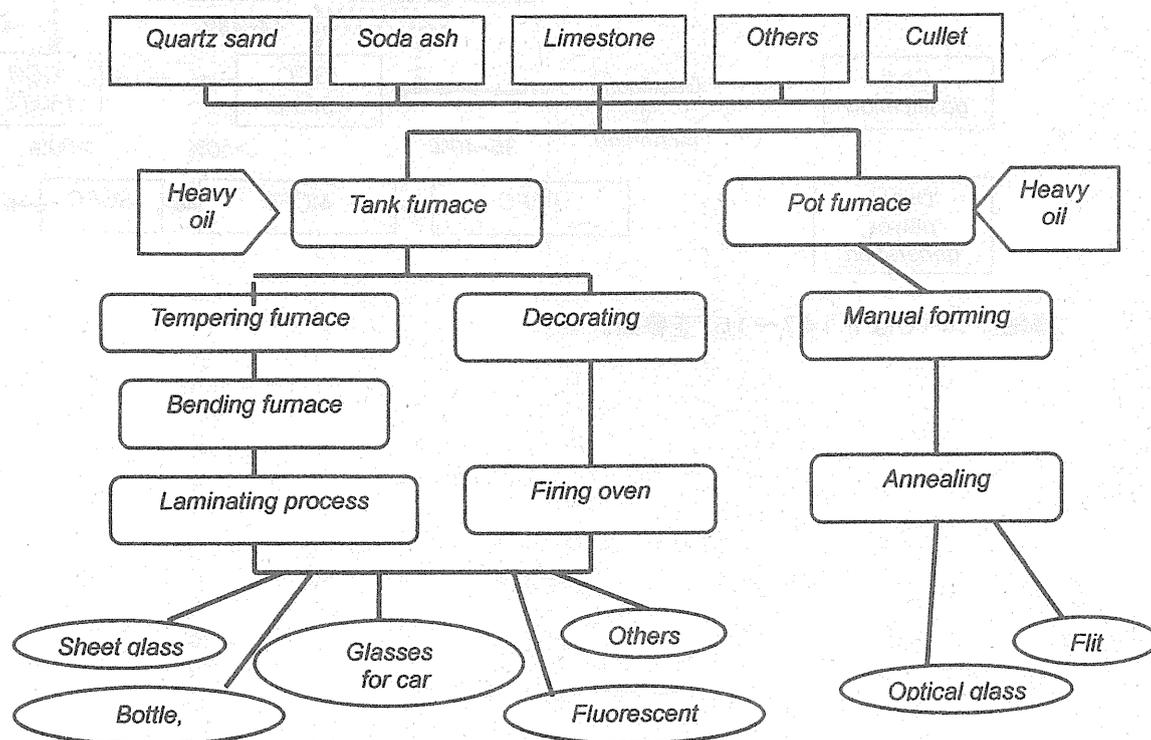 Quartz sand
Soda ash
Limestone
Others
Cullet
Heavy
oil
Tank furnace
Pot furnace
Heavy
oil
Tempering furnace
Decorating
Manual forming
Bending furnace
Laminating process
Firing oven
Annealing
Sheet glass
Glasses
for car
Others
Flit
Optical glass
Bottle,
Fluorescent